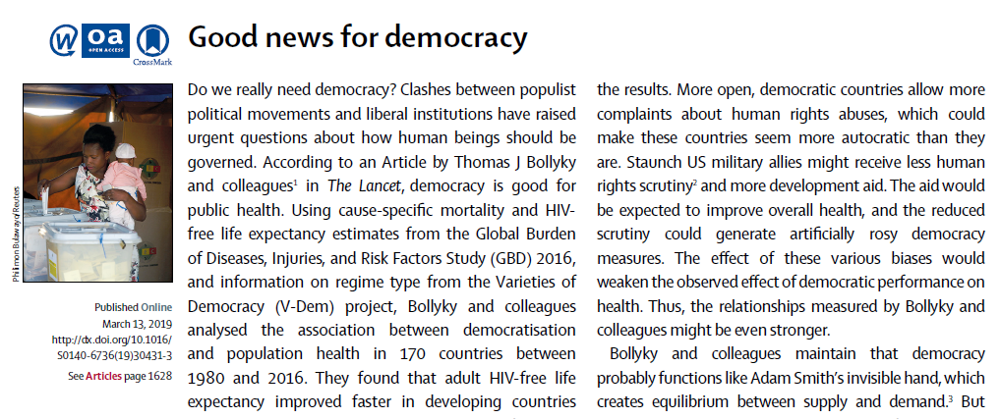 W
oa
OPEN ACCESS
CrossMark
Good news for democracy
Philimon Bulawayo/Reuters
Published Online
March 13, 2019
http://dx.doi.org/10.1016/
S0140-6736(19)30431-3
See Articles page 1628
Do we really need democracy? Clashes between populist
political movements and liberal institutions have raised
urgent questions about how human beings should be
governed. According to an Article by Thomas J Bollyky
and colleagues¹ in The Lancet, democracy is good for
public health. Using cause-specific mortality and HIV-
free life expectancy estimates from the Global Burden
of Diseases, Injuries, and Risk Factors Study (GBD) 2016,
and information on regime type from the Varieties of
Democracy (V-Dem) project, Bollyky and colleagues
analysed the association between democratisation
and population health in 170 countries between
1980 and 2016. They found that adult HIV-free life
expectancy improved faster in developing countries
the results. More open, democratic countries allow more
complaints about human rights abuses, which could
make these countries seem more autocratic than they
are. Staunch US military allies might receive less human
rights scrutiny² and more development aid. The aid would
be expected to improve overall health, and the reduced
scrutiny could generate artificially rosy democracy
measures. The effect of these various biases would
weaken the observed effect of democratic performance on
health. Thus, the relationships measured by Bollyky and
colleagues might be even stronger.
Bollyky and colleagues maintain that democracy
probably functions like Adam Smith's invisible hand, which
creates equilibrium between supply and demand.³ But